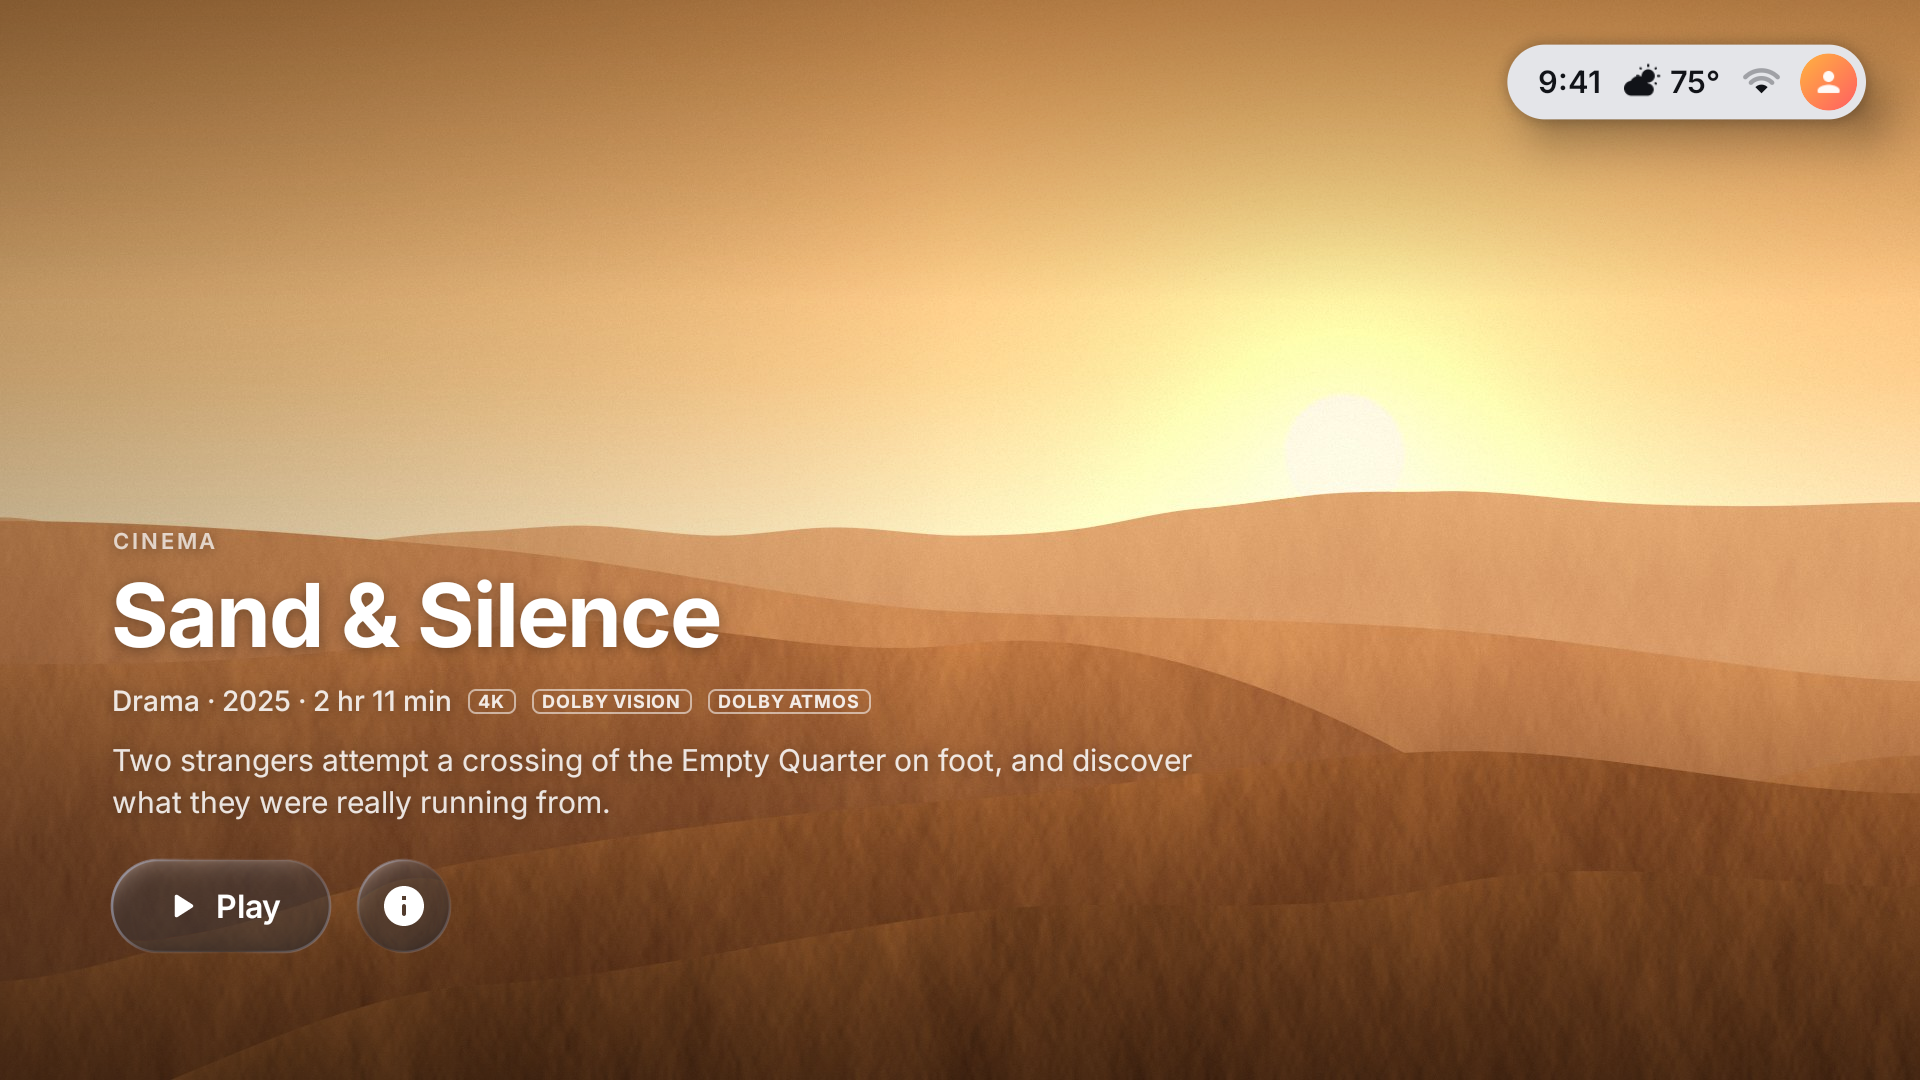 9:41 75°
CINEMA
Sand & Silence
Drama · 2025 · 2 hr 11 min 4K DOLBY VISION DOLBY ATMOS
Two strangers attempt a crossing of the Empty Quarter on foot, and discover
what they were really running from.
Play